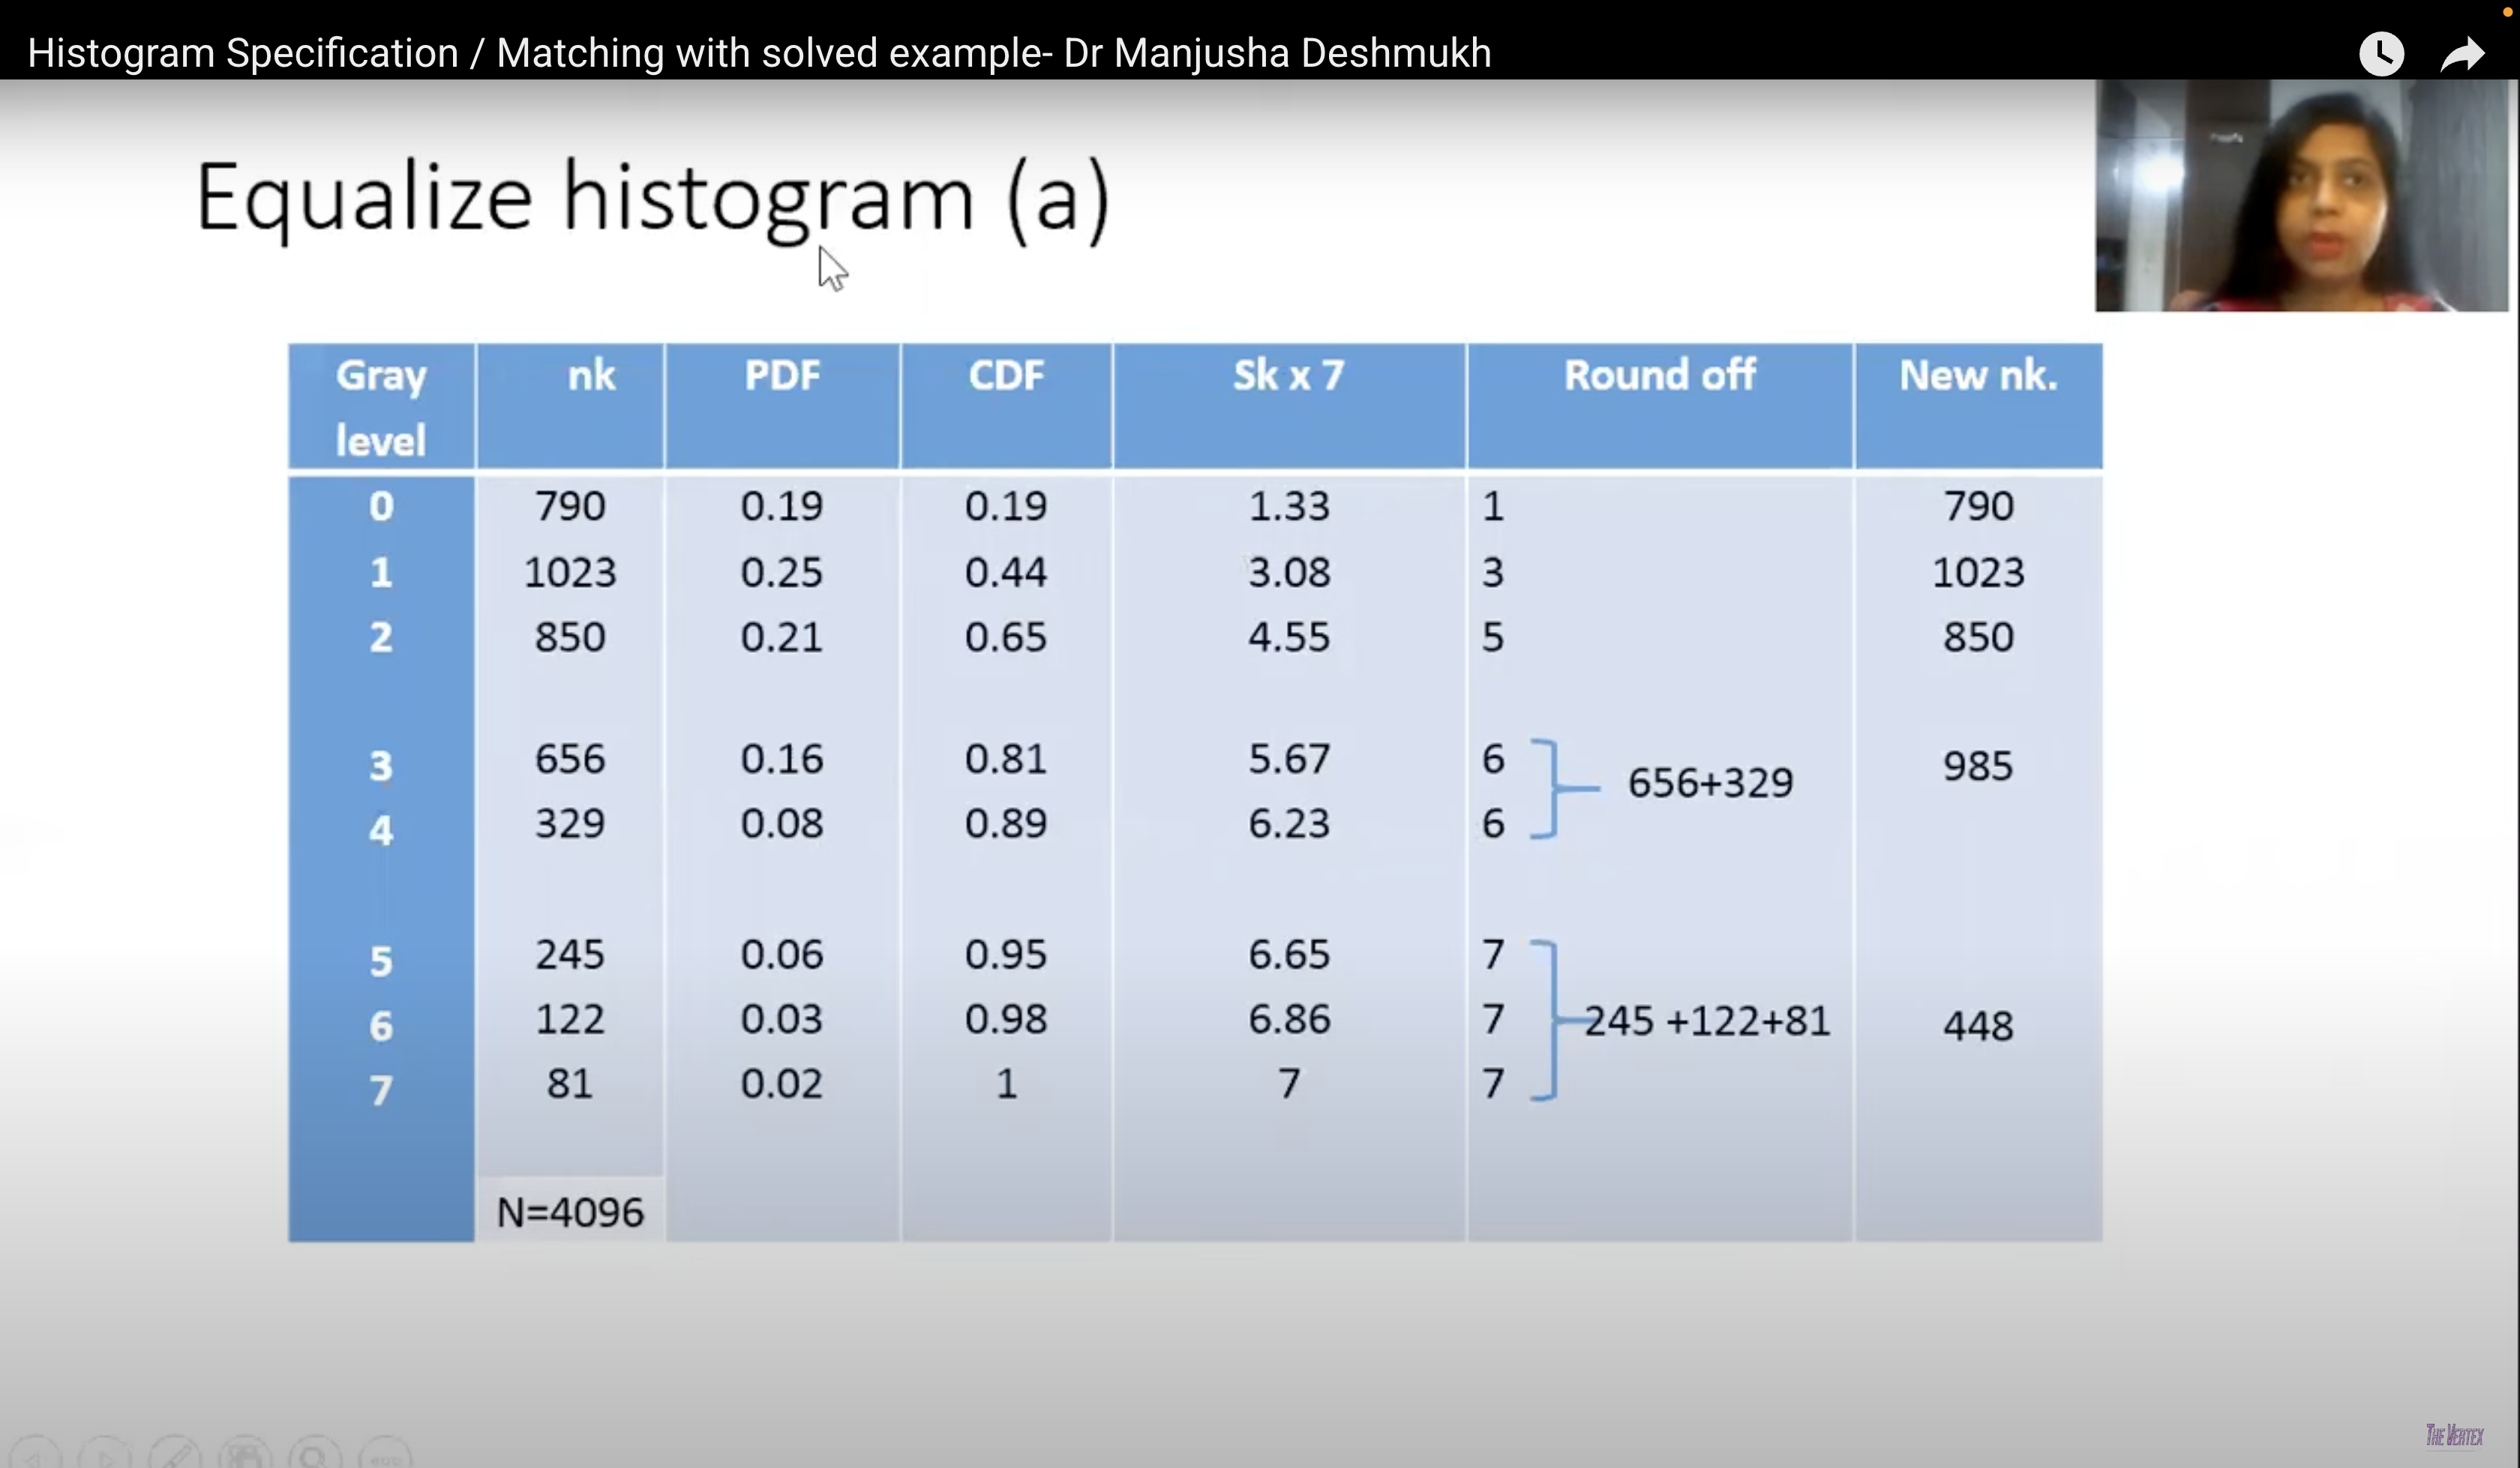 Histogram Specification / Matching with solved example- Dr Manjusha Deshmukh
Equalize histogram (a)
Gray level nk PDF CDF Sk x 7 Round off New nk.
0 790 0.19 0.19 1.33 1 790
1 1023 0.25 0.44 3.08 3 1023
2 850 0.21 0.65 4.55 5 850
3 656 0.16 0.81 5.67 6 656+329 985
4 329 0.08 0.89 6.23 6
5 245 0.06 0.95 6.65 7
6 122 0.03 0.98 6.86 7 245 +122+81 448
7 81 0.02 1 7 7
N=4096
THE VERTEX